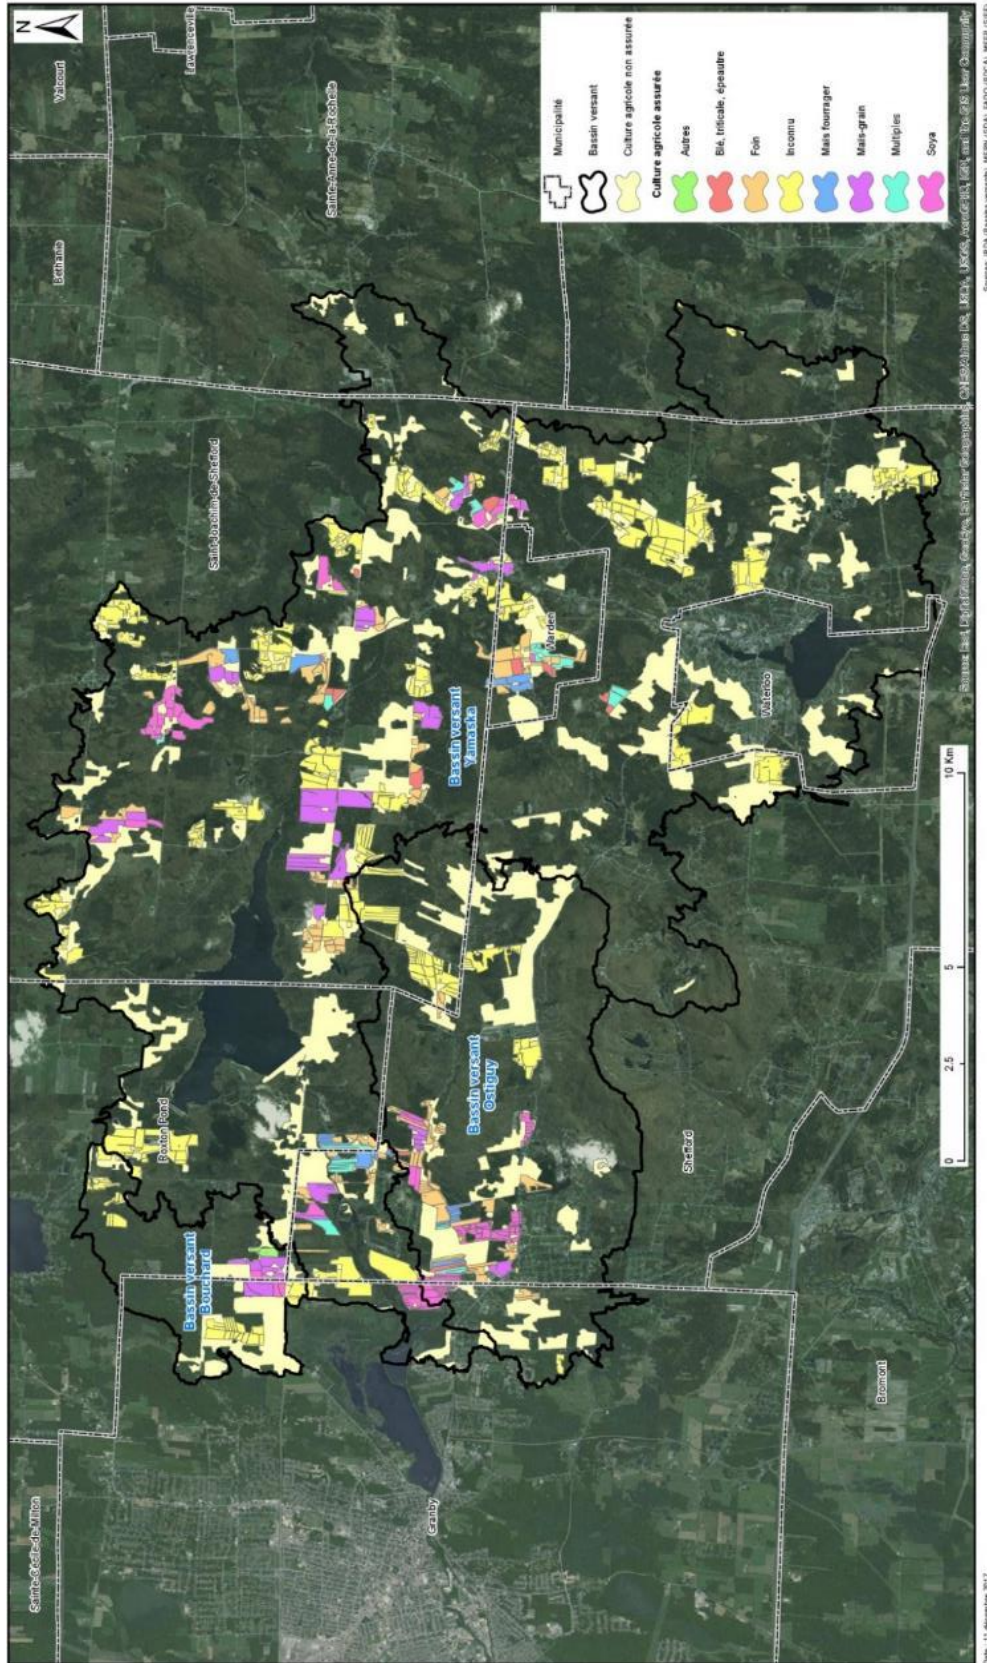 N
Sainte-Cécile-de-Milton
Béthanie
Valcourt
Lawrenceville
Sainte-Anne-de-la-Rochelle
Saint-Joachim-de-Shefford
Roxton Pond
Bassin versant
Bouchard
Bassin versant
Yamaska
Bassin versant
Ostiguy
Warden
Waterloo
Granby
Shefford
Bromont
Municipalité
Bassin versant
Culture agricole non assurée
Culture agricole assurée
Autres
Blé, triticale, épeautre
Foin
Inconnu
Maïs fourrager
Maïs-grain
Multiples
Soya
0
2.5
5
10 Km